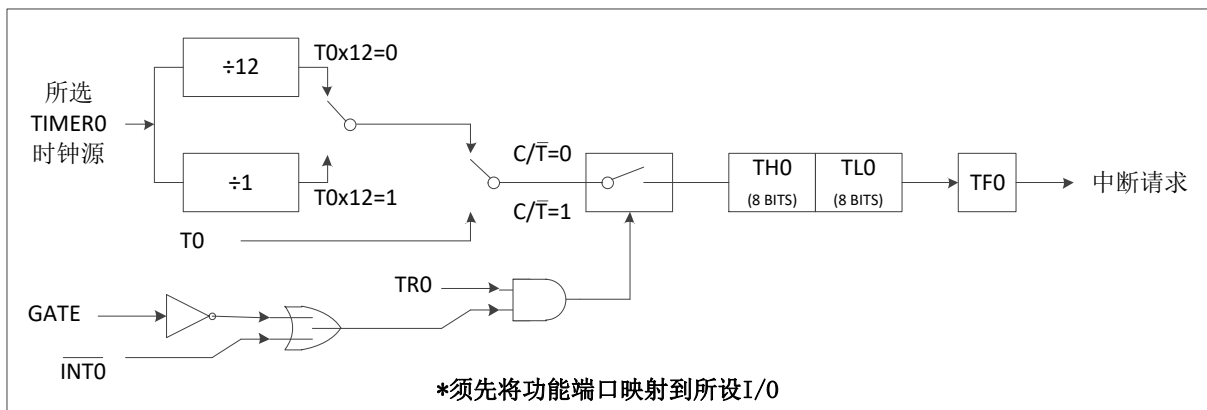 ÷12
T0x12=0
所选
TIMER0
时钟源
÷1
T0x12=1
C/T̅=0
C/T̅=1
T0
TH0
(8 BITS)
TL0
(8 BITS)
TF0
中断请求
TR0
GATE
I̅N̅T̅0̅
*须先将功能端口映射到所设I/O